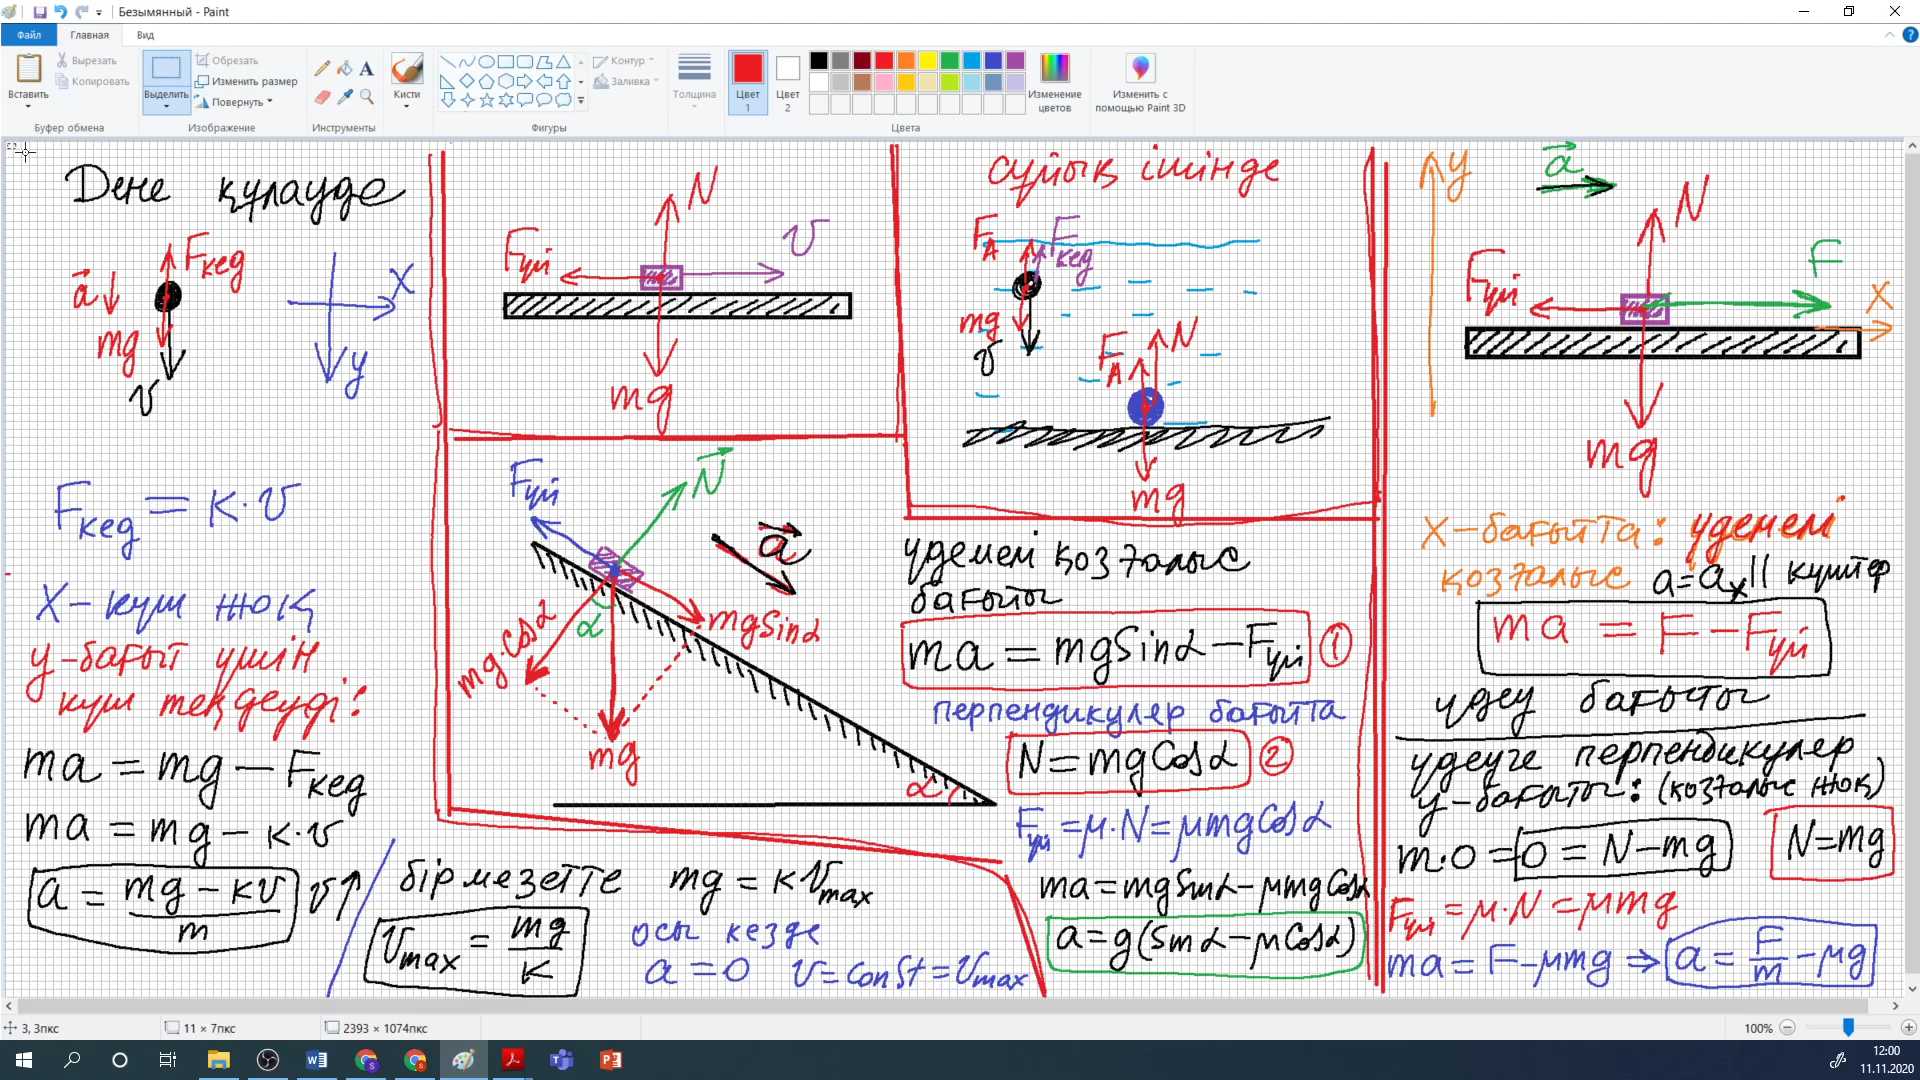 Безымянный - Paint
Файл
Главная
Вид
Вставить
Вырезать
Копировать
Буфер обмена
Выделить
Обрезать
Изменить размер
Повернуть
Изображение
Инструменты
Кисти
Фигуры
Контур
Заливка
Толщина
Цвет 1
Цвет 2
Изменение цветов
Изменить с помощью Paint 3D
Цвета
Дене құлауде
Fкед
a⃗
mg
v
x
y
Fкед = к·v
x-күш жоқ
y-бағыт үшін
күш теңдеуді:
ma = mg - Fкед
ma = mg - к·v
a = (mg - кv)/m
v↑
N
Fүй
v
mg
Fүй
N⃗
a⃗
mg·Cosα
α
mgSinα
mg
α
бір мезетте
mg = кVmax
Vmax = mg/к
осы кезде
a = 0
v = const = Vmax
сұйық ішінде
FA
Fкед
mg
v
FA
N
mg
үдемелі қозғалыс
бағыты
ma = mgSinα - Fүй ①
перпендикулер бағытта
N = mgCosα ②
Fүй = μ·N = μmgCosα
ma = mgSinα - μmgCosα
a = g(Sinα - μCosα)
y
a⃗
N
Fүй
F
x
mg
x-бағытта: үдемелі
қозғалыс a = ax || күштер
ma = F - Fүй
үдеу бағыты
үдеуге перпендикулер
y-бағыты: (қозғалыс жоқ)
m·0 = 0 = N - mg
N = mg
Fүй = μ·N = μmg
ma = F - μmg ⇒ a = F/m - μg
3, 3пкс
11 × 7пкс
2393 × 1074пкс
100%
12:00
11.11.2020